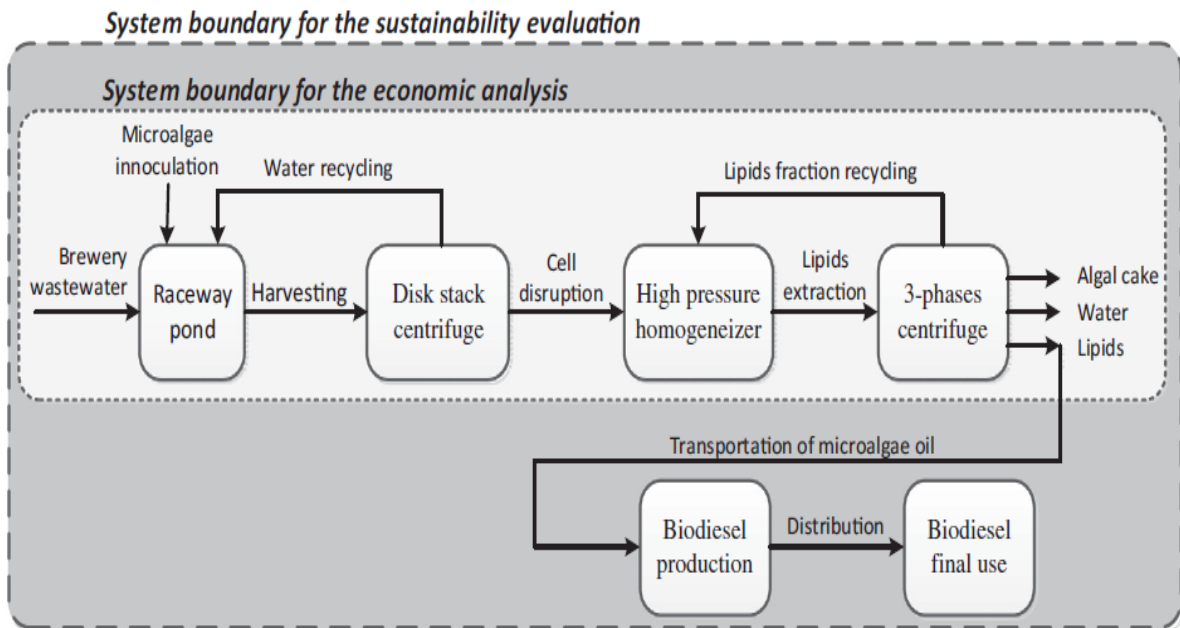 System boundary for the sustainability evaluation
System boundary for the economic analysis
Microalgae
innoculation
Water recycling
Lipids fraction recycling
Brewery
wastewater
Raceway
pond
Harvesting
Disk stack
centrifuge
Cell
disruption
High pressure
homogeneizer
Lipids
extraction
3-phases
centrifuge
Algal cake
Water
Lipids
Transportation of microalgae oil
Biodiesel
production
Distribution
Biodiesel
final use